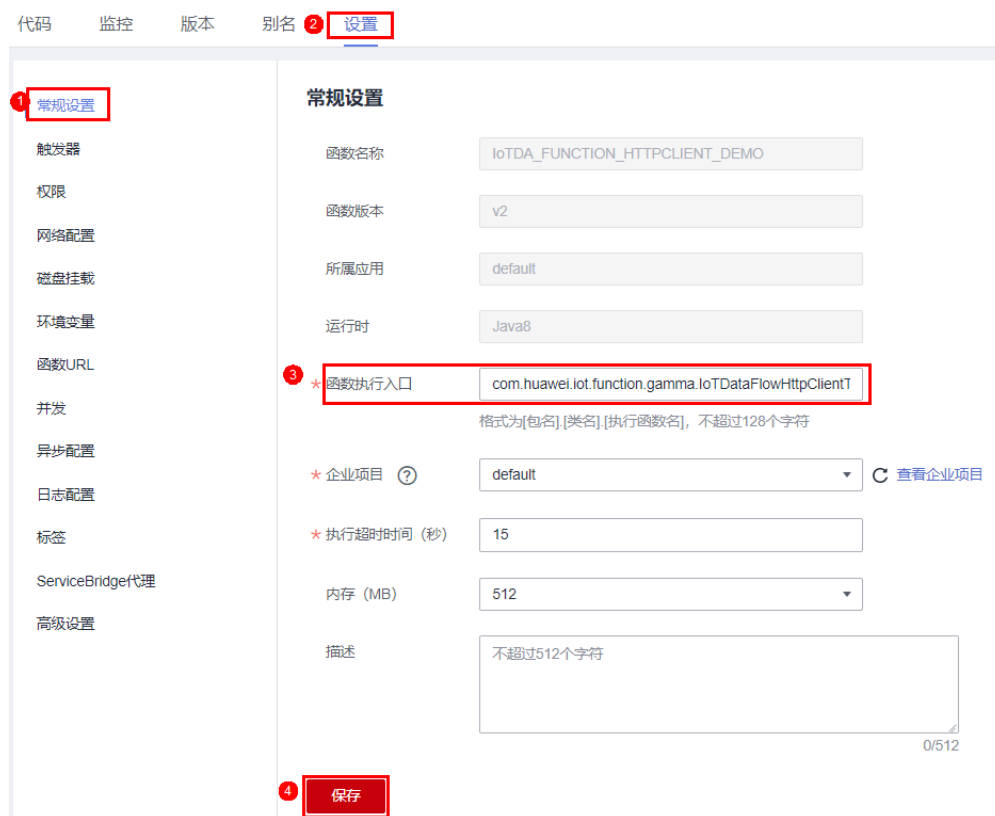 代码 监控 版本 别名 2 设置
1 常规设置
触发器
权限
网络配置
磁盘挂载
环境变量
函数URL
并发
异步配置
日志配置
标签
ServiceBridge代理
高级设置
常规设置
函数名称 IoTDA_FUNCTION_HTTPCLIENT_DEMO
函数版本 v2
所属应用 default
运行时 Java8
3 * 函数执行入口 com.huawei.iot.function.gamma.IoTDataFlowHttpClientT
格式为[包名].[类名].[执行函数名]，不超过128个字符
* 企业项目 ? default 查看企业项目
* 执行超时时间（秒） 15
内存（MB） 512
描述 不超过512个字符
0/512
4 保存